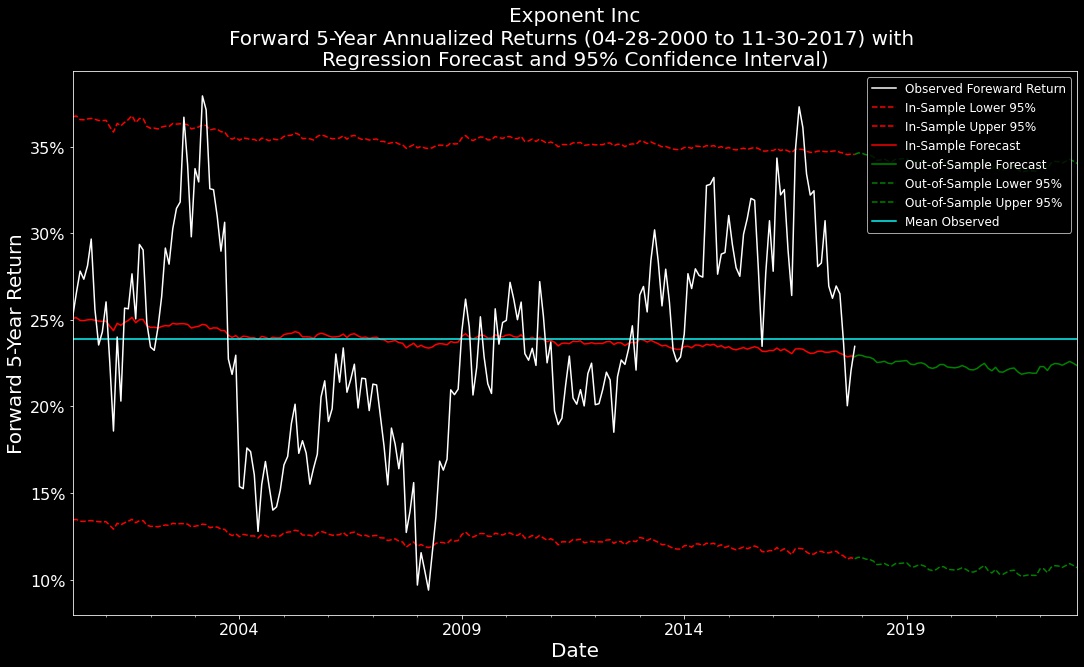 Exponent Inc
Forward 5-Year Annualized Returns (04-28-2000 to 11-30-2017) with
Regression Forecast and 95% Confidence Interval)
Observed Foreward Return
In-Sample Lower 95%
In-Sample Upper 95%
In-Sample Forecast
Out-of-Sample Forecast
Out-of-Sample Lower 95%
Out-of-Sample Upper 95%
Mean Observed
Forward 5-Year Return
35%
30%
25%
20%
15%
10%
2004
2009
2014
2019
Date